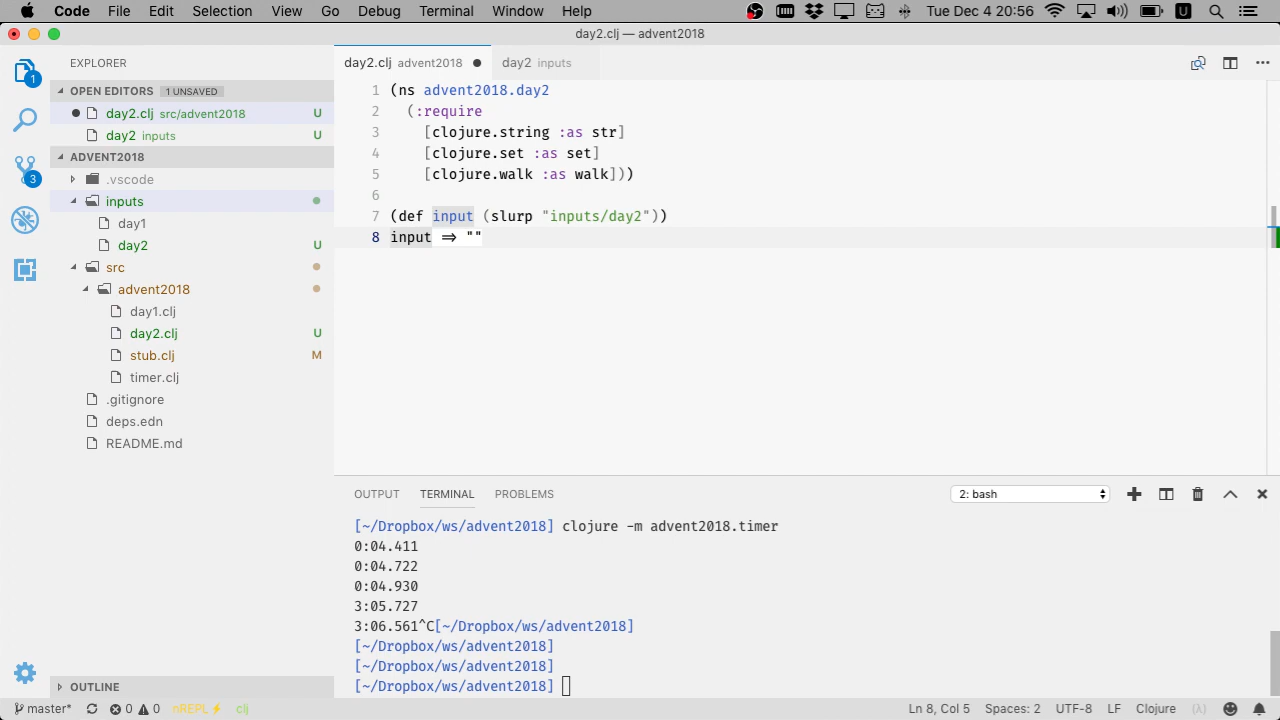 Code File Edit Selection View Go Debug Terminal Window Help Tue Dec 4 20:56 U
day2.clj — advent2018
EXPLORER
OPEN EDITORS 1 UNSAVED
day2.clj src/advent2018 U
day2 inputs U
ADVENT2018
.vscode
inputs
day1
day2 U
src
advent2018
day1.clj
day2.clj U
stub.clj M
timer.clj
.gitignore
deps.edn
README.md
OUTLINE
1
3
day2.clj advent2018
day2 inputs
1 (ns advent2018.day2
2 (:require
3 [clojure.string :as str]
4 [clojure.set :as set]
5 [clojure.walk :as walk]))
6
7 (def input (slurp "inputs/day2"))
8 input ⇒ ""
OUTPUT TERMINAL PROBLEMS 2: bash
[~/Dropbox/ws/advent2018] clojure -m advent2018.timer
0:04.411
0:04.722
0:04.930
3:05.727
3:06.561^C[~/Dropbox/ws/advent2018]
[~/Dropbox/ws/advent2018]
[~/Dropbox/ws/advent2018]
[~/Dropbox/ws/advent2018]
master* 0 0 nREPL⚡ clj Ln 8, Col 5 Spaces: 2 UTF-8 LF Clojure (λ)